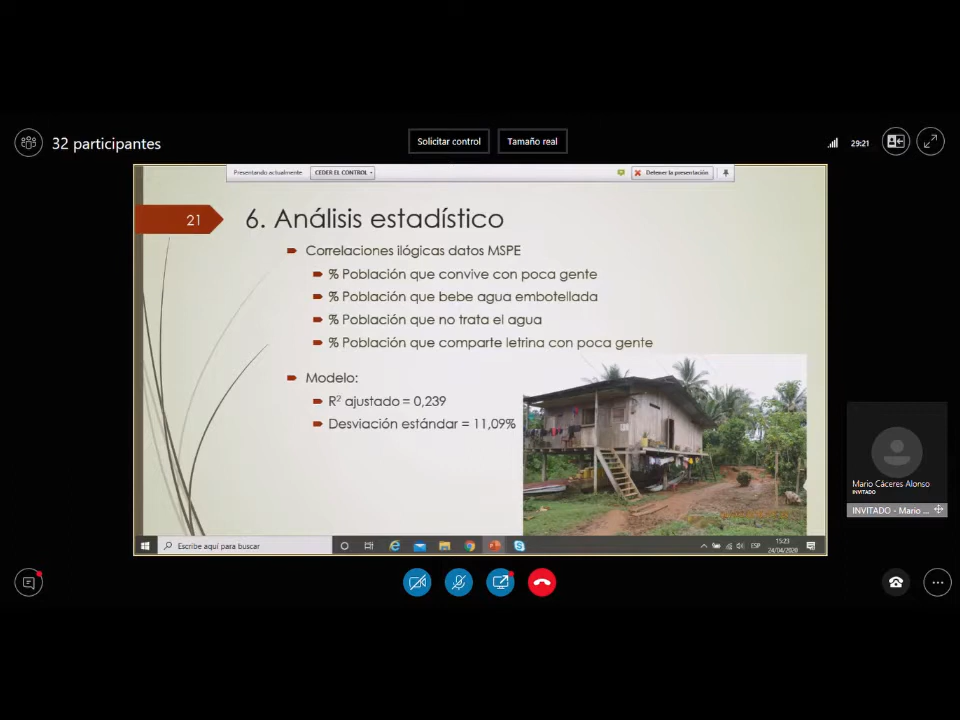 32 participantes
Solicitar control
Tamaño real
29:21
Presentando actualmente
CEDER EL CONTROL
Detener la presentación
21
6. Análisis estadístico
Correlaciones ilógicas datos MSPE
% Población que convive con poca gente
% Población que bebe agua embotellada
% Población que no trata el agua
% Población que comparte letrina con poca gente
Modelo:
R² ajustado = 0,239
Desviación estándar = 11,09%
Mario Cáceres Alonso
INVITADO
INVITADO - Mario ...
Escribe aquí para buscar
ESP
15:23
24/04/2020